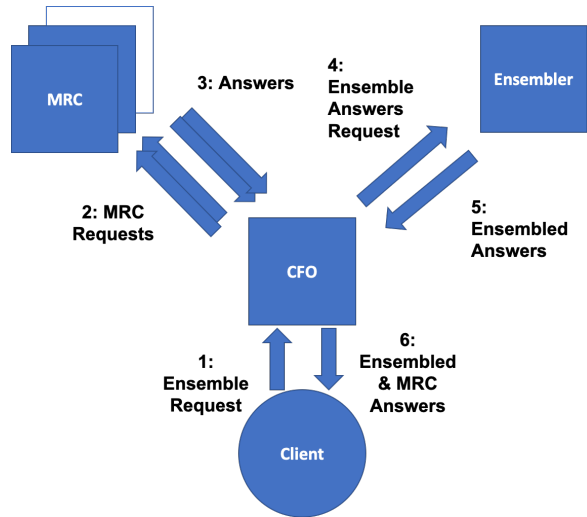 MRC
3: Answers
4:
Ensemble
Answers
Request
Ensembler
2: MRC
Requests
5:
Ensembled
Answers
CFO
1:
Ensemble
Request
6:
Ensembled
& MRC
Answers
Client